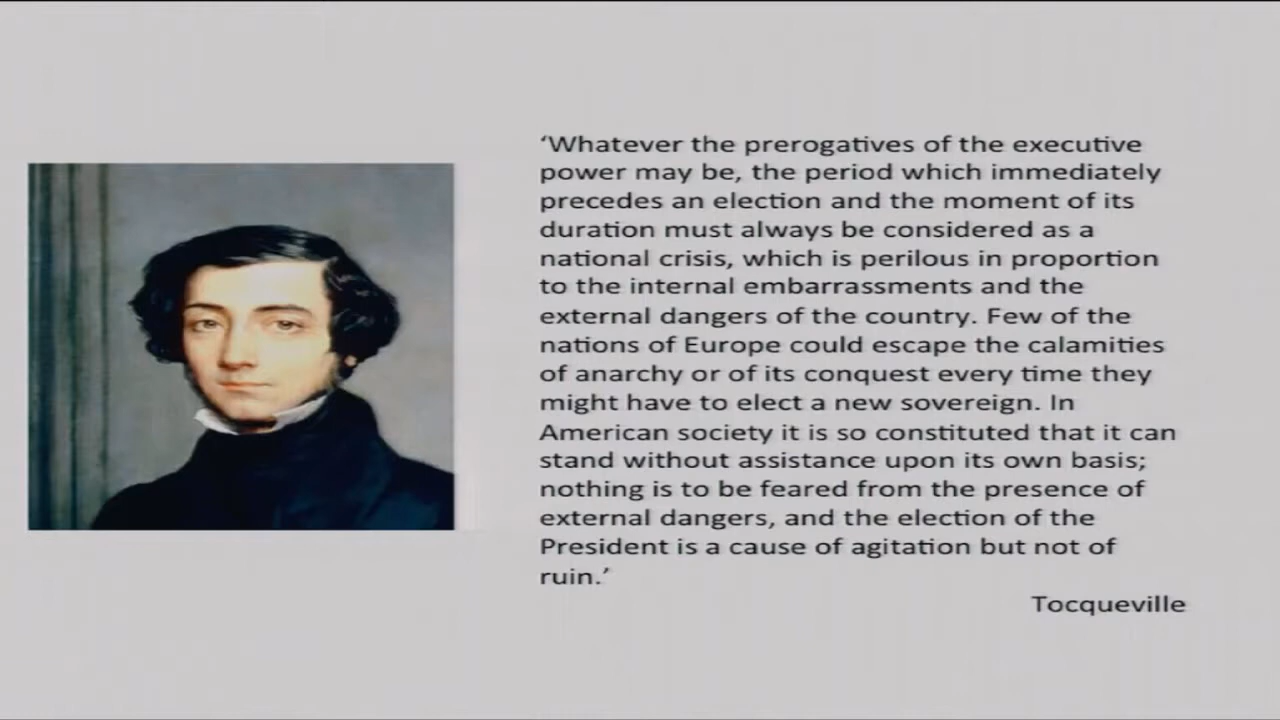 ‘Whatever the prerogatives of the executive
power may be, the period which immediately
precedes an election and the moment of its
duration must always be considered as a
national crisis, which is perilous in proportion
to the internal embarrassments and the
external dangers of the country. Few of the
nations of Europe could escape the calamities
of anarchy or of its conquest every time they
might have to elect a new sovereign. In
American society it is so constituted that it can
stand without assistance upon its own basis;
nothing is to be feared from the presence of
external dangers, and the election of the
President is a cause of agitation but not of
ruin.’
Tocqueville